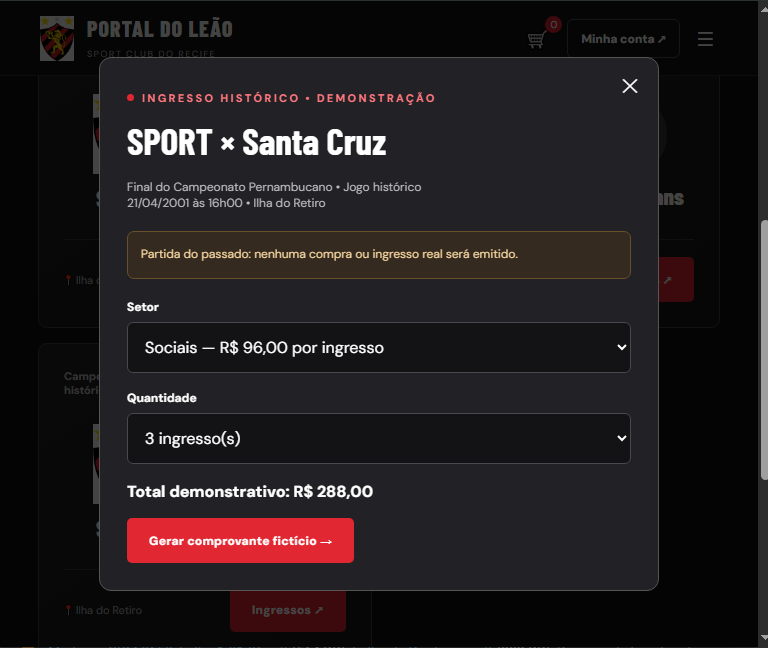 PORTAL DO LEÃO
SPORT CLUB DO RECIFE
0
Minha conta ↗
INGRESSO HISTÓRICO • DEMONSTRAÇÃO
SPORT × Santa Cruz
Final do Campeonato Pernambucano • Jogo histórico
21/04/2001 às 16h00 • Ilha do Retiro
Partida do passado: nenhuma compra ou ingresso real será emitido.
Setor
Sociais — R$ 96,00 por ingresso
Quantidade
3 ingresso(s)
Total demonstrativo: R$ 288,00
Gerar comprovante fictício →
Ilha do Retiro
Ingressos ↗